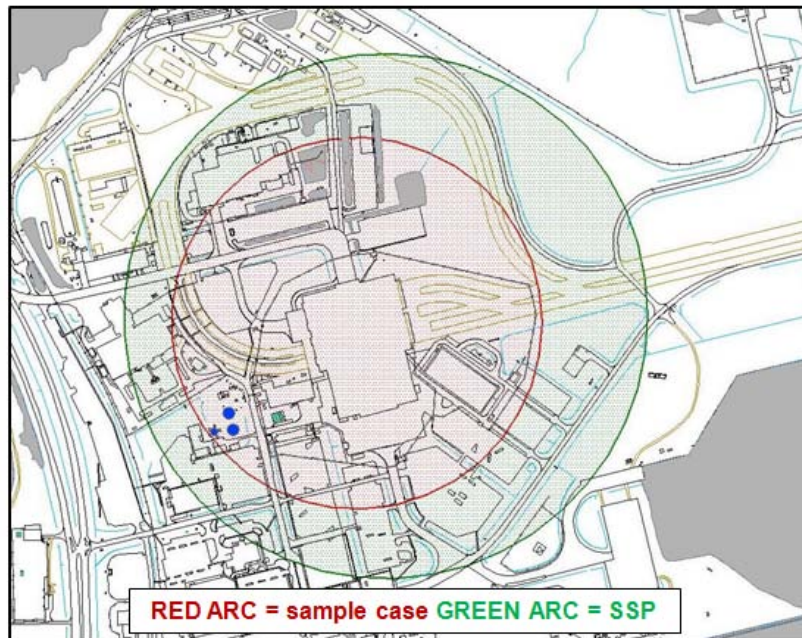 RED ARC = sample case GREEN ARC = SSP